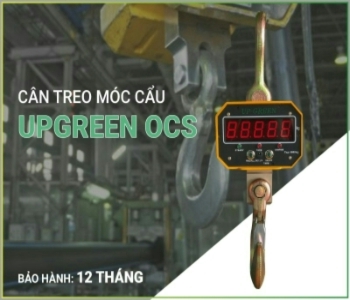 CÂN TREO MÓC CẨU
UPGREEN OCS
BẢO HÀNH: 12 THÁNG